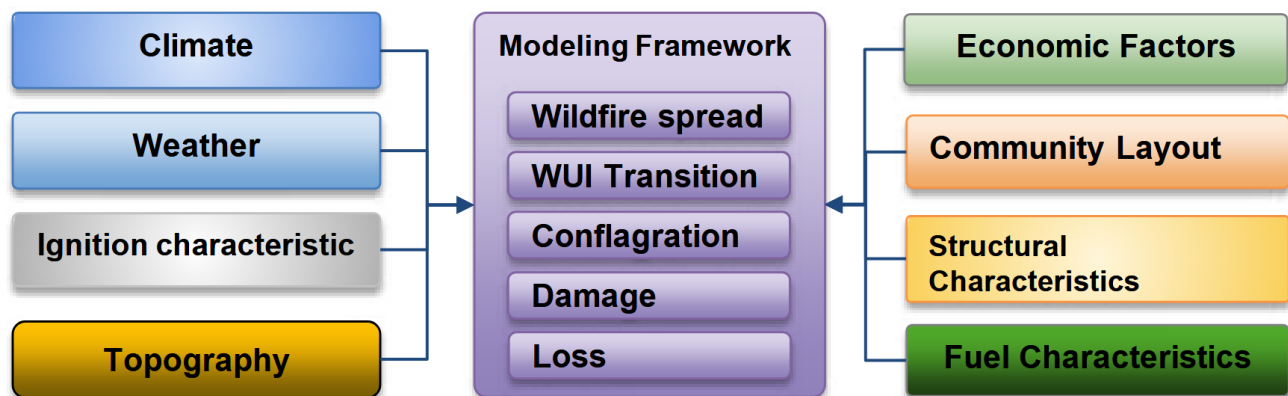 Climate
Weather
Ignition characteristic
Topography
Modeling Framework
Wildfire spread
WUI Transition
Conflagration
Damage
Loss
Economic Factors
Community Layout
Structural
Characteristics
Fuel Characteristics